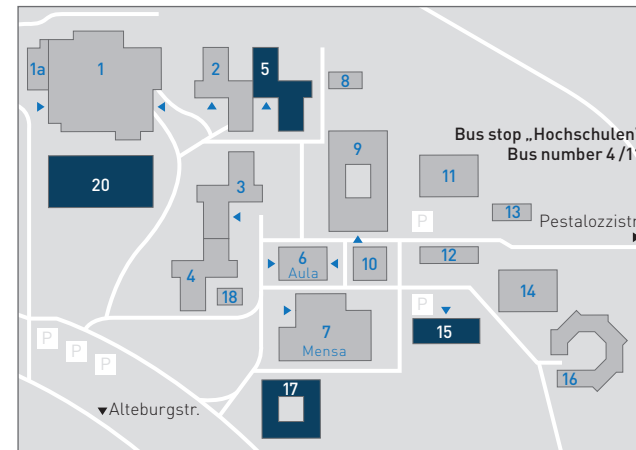 1a
1
2
5
8
9
Bus stop „Hochschulen“
Bus number 4 /1
11
20
3
13
P
Pestalozzistr
6
Aula
10
12
4
18
14
P
7
Mensa
15
P
P
P
16
17
Alteburgstr.